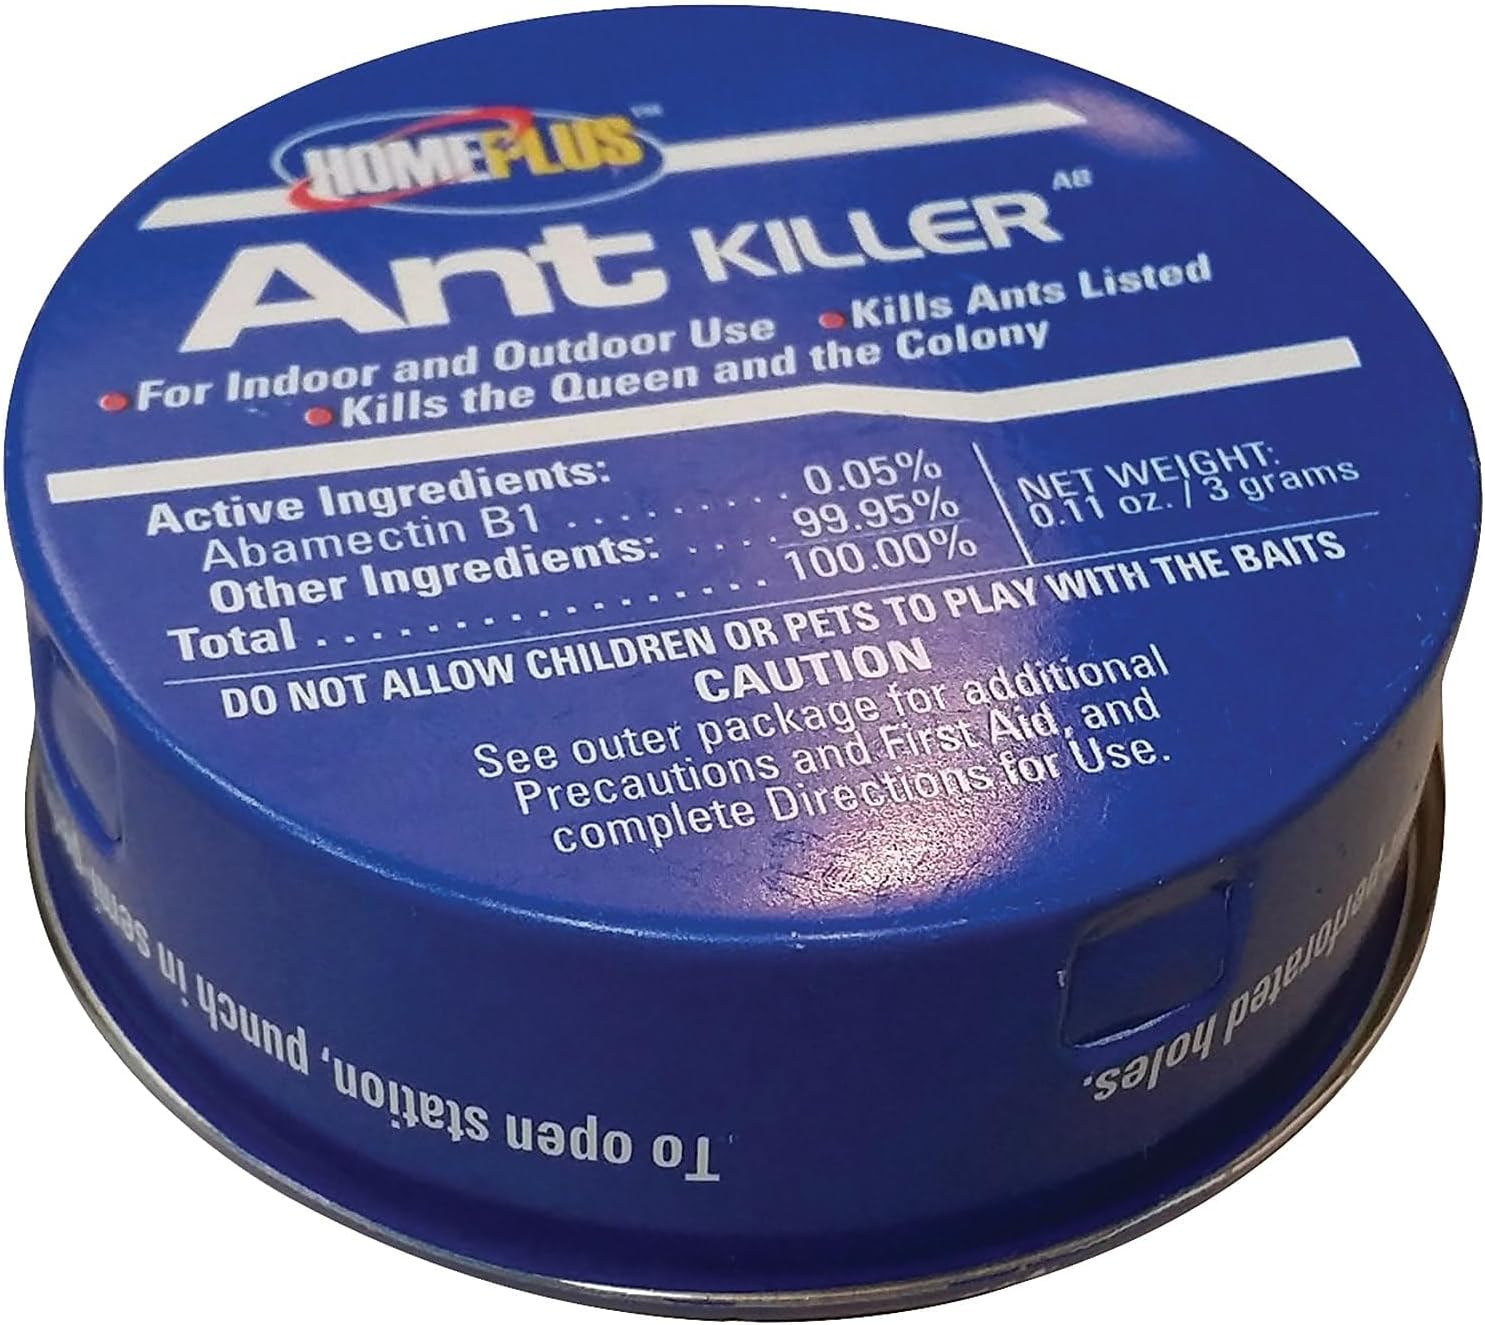 HOMEPLUS™
Ant KILLER AB
• For Indoor and Outdoor Use • Kills Ants Listed
• Kills the Queen and the Colony
Active Ingredients:
Abamectin B1 . . . . . . . . 0.05%
Other Ingredients: . . . . 99.95%
Total . . . . . . . . . . . . . . . . . 100.00%
NET WEIGHT:
0.11 oz. / 3 grams
DO NOT ALLOW CHILDREN OR PETS TO PLAY WITH THE BAITS
CAUTION
See outer package for additional
Precautions and First Aid, and
complete Directions for Use.
To open station, punch in
perforated holes.